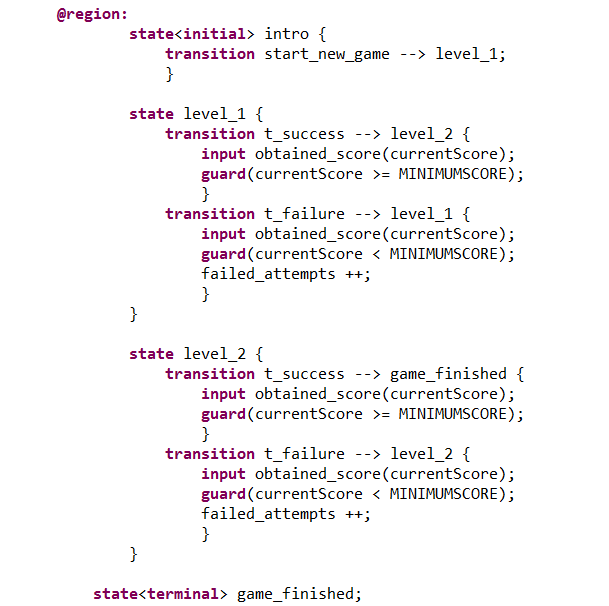 @region:
state<initial> intro {
transition start_new_game --> level_1;
}
state level_1 {
transition t_success --> level_2 {
input obtained_score(currentScore);
guard(currentScore >= MINIMUMSCORE);
}
transition t_failure --> level_1 {
input obtained_score(currentScore);
guard(currentScore < MINIMUMSCORE);
failed_attempts ++;
}
}
state level_2 {
transition t_success --> game_finished {
input obtained_score(currentScore);
guard(currentScore >= MINIMUMSCORE);
}
transition t_failure --> level_2 {
input obtained_score(currentScore);
guard(currentScore < MINIMUMSCORE);
failed_attempts ++;
}
}
state<terminal> game_finished;